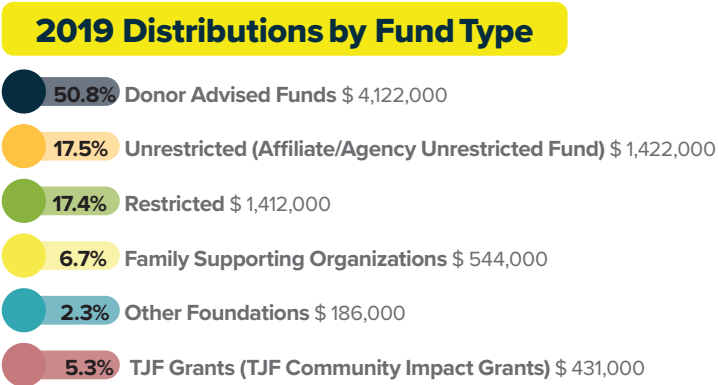 2019 Distributions by Fund Type
50.8% Donor Advised Funds $ 4,122,000
17.5% Unrestricted (Affiliate/Agency Unrestricted Fund) $ 1,422,000
17.4% Restricted $ 1,412,000
6.7% Family Supporting Organizations $ 544,000
2.3% Other Foundations $ 186,000
5.3% TJF Grants (TJF Community Impact Grants) $ 431,000